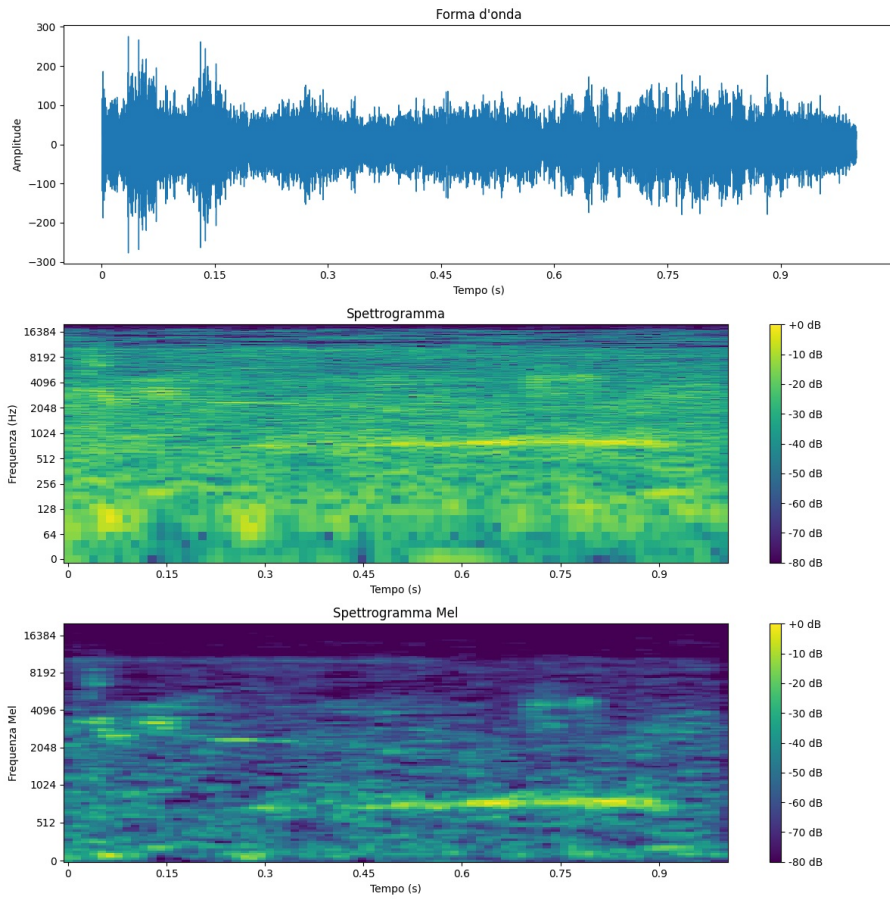 Forma d'onda
300
200
100
0
−100
−200
−300
Amplitude
0 0.15 0.3 0.45 0.6 0.75 0.9
Tempo (s)
Spettrogramma
16384
8192
4096
2048
1024
512
256
128
64
0
Frequenza (Hz)
0 0.15 0.3 0.45 0.6 0.75 0.9
Tempo (s)
+0 dB
-10 dB
-20 dB
-30 dB
-40 dB
-50 dB
-60 dB
-70 dB
-80 dB
Spettrogramma Mel
16384
8192
4096
2048
1024
512
0
Frequenza Mel
0 0.15 0.3 0.45 0.6 0.75 0.9
Tempo (s)
+0 dB
-10 dB
-20 dB
-30 dB
-40 dB
-50 dB
-60 dB
-70 dB
-80 dB